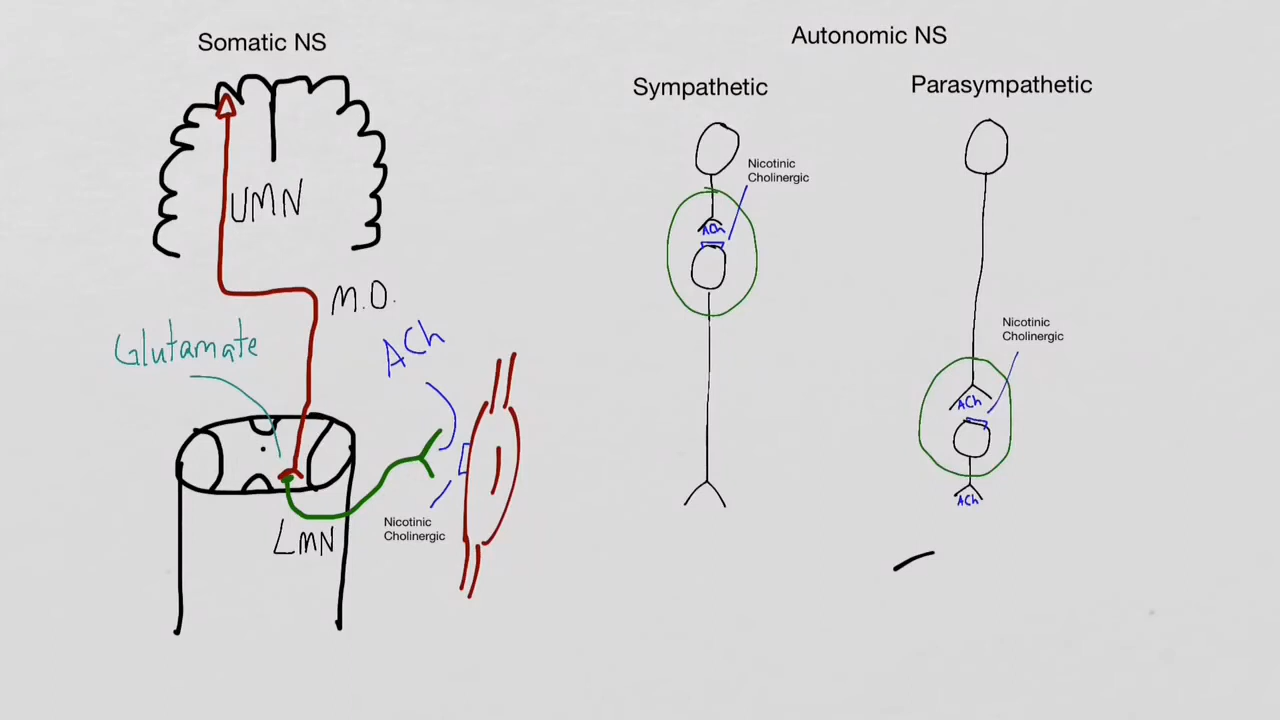 Somatic NS
UMN
M.O.
Glutamate
ACh
LMN
Nicotinic
Cholinergic
Autonomic NS
Sympathetic
Nicotinic
Cholinergic
ACh
Parasympathetic
Nicotinic
Cholinergic
ACh
ACh